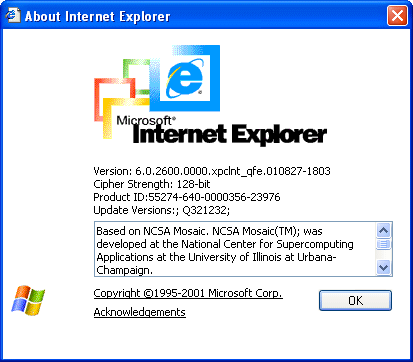 About Internet Explorer
Microsoft®
Internet Explorer
Version: 6.0.2600.0000.xpclnt_qfe.010827-1803
Cipher Strength: 128-bit
Product ID:55274-640-0000356-23976
Update Versions:; Q321232;
Based on NCSA Mosaic. NCSA Mosaic(TM); was
developed at the National Center for Supercomputing
Applications at the University of Illinois at Urbana-
Champaign.
Copyright ©1995-2001 Microsoft Corp.
OK
Acknowledgements